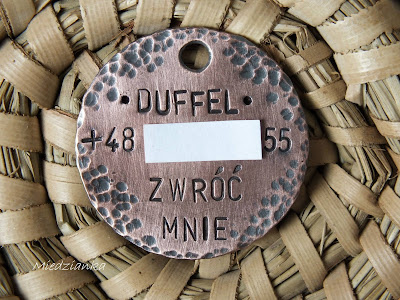 • DUFFEL •
+48 55
ZWRÓĆ
MNIE
Miedzianka